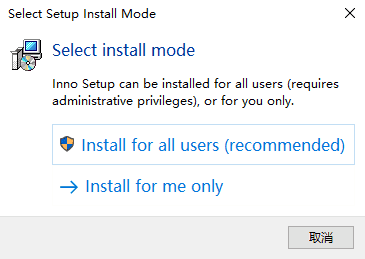 Select Setup Install Mode
Select install mode
Inno Setup can be installed for all users (requires
administrative privileges), or for you only.
Install for all users (recommended)
Install for me only
取消